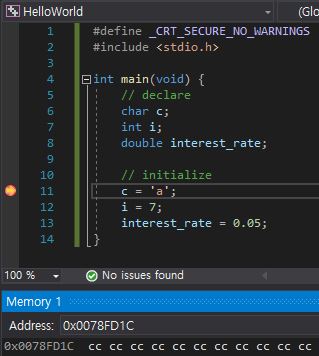 HelloWorld
(Glo
1 #define _CRT_SECURE_NO_WARNINGS
2 #include <stdio.h>
3
4 int main(void) {
5 // declare
6 char c;
7 int i;
8 double interest_rate;
9
10 // initialize
11 c = 'a';
12 i = 7;
13 interest_rate = 0.05;
14 }
100 % No issues found
Memory 1
Address: 0x0078FD1C
0x0078FD1C cc cc cc cc cc cc cc cc cc cc cc